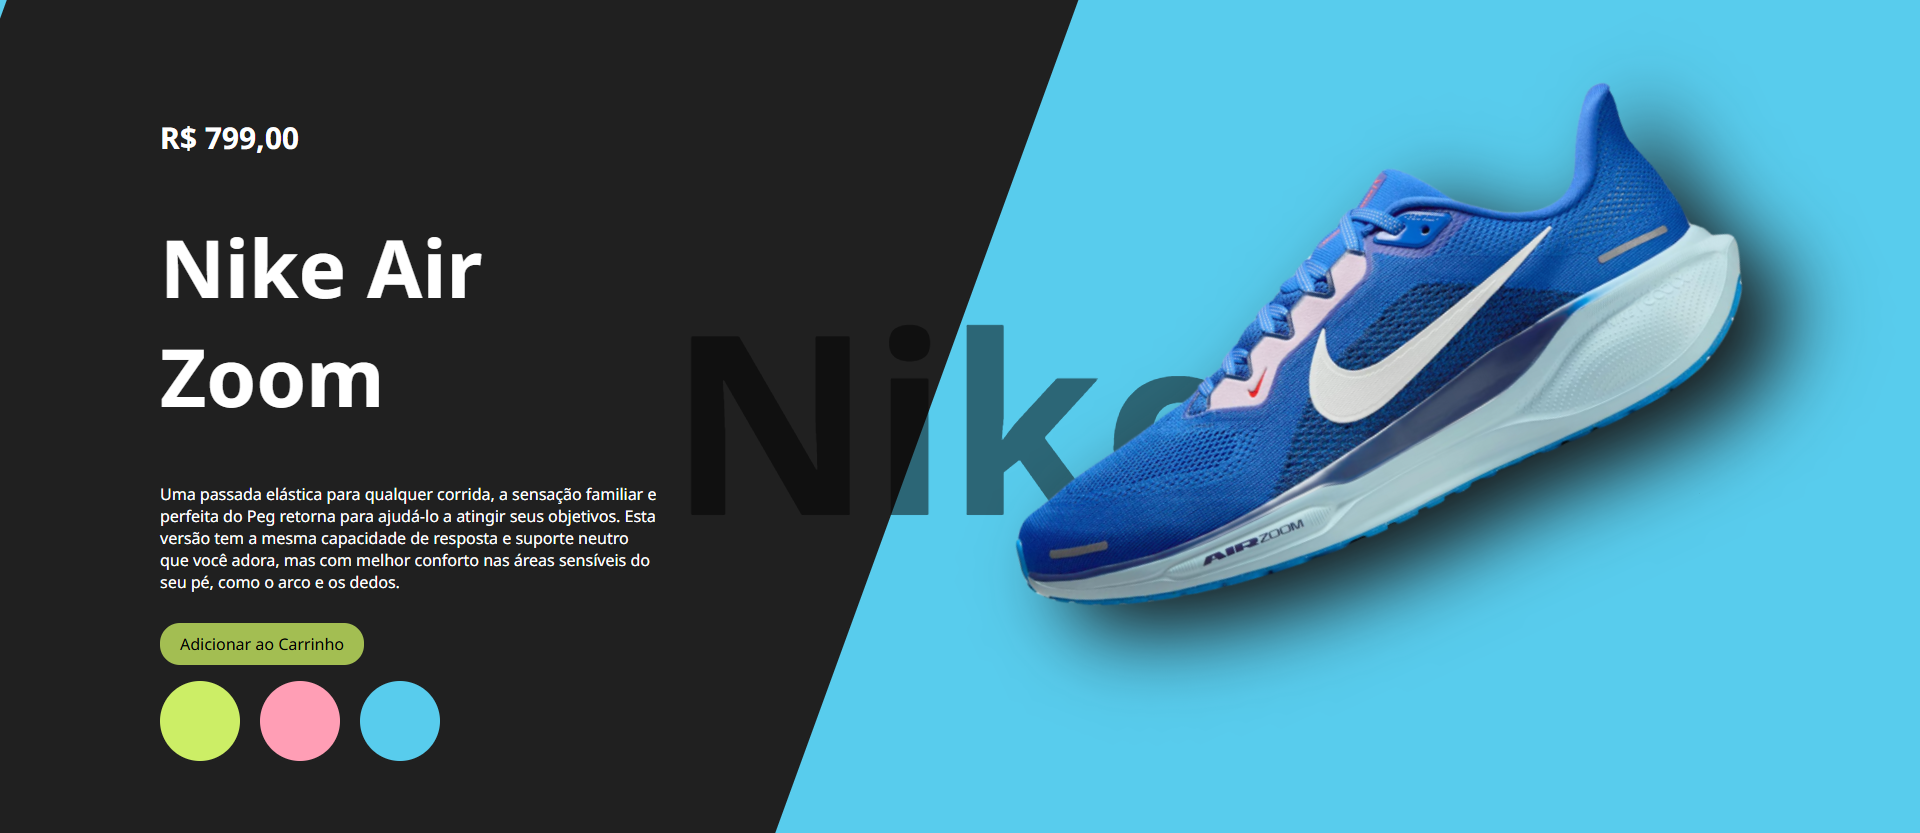 R$ 799,00
Nike Air
Zoom
Nike
Uma passada elástica para qualquer corrida, a sensação familiar e
perfeita do Peg retorna para ajudá-lo a atingir seus objetivos. Esta
versão tem a mesma capacidade de resposta e suporte neutro
que você adora, mas com melhor conforto nas áreas sensíveis do
seu pé, como o arco e os dedos.
AIR ZOOM
Adicionar ao Carrinho